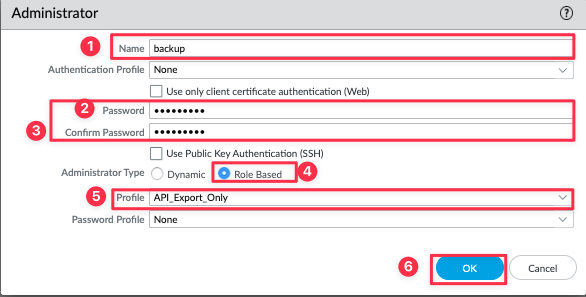 Administrator ?
1 Name backup
Authentication Profile None
Use only client certificate authentication (Web)
2 Password •••••••••
3 Confirm Password •••••••••
Use Public Key Authentication (SSH)
Administrator Type Dynamic Role Based 4
5 Profile API_Export_Only
Password Profile None
6 OK Cancel